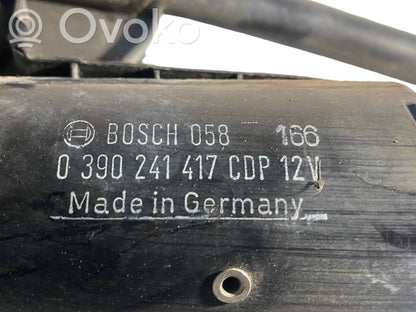 Ovoko
BOSCH 058 166
0 390 241 417 CDP 12V
Made in Germany